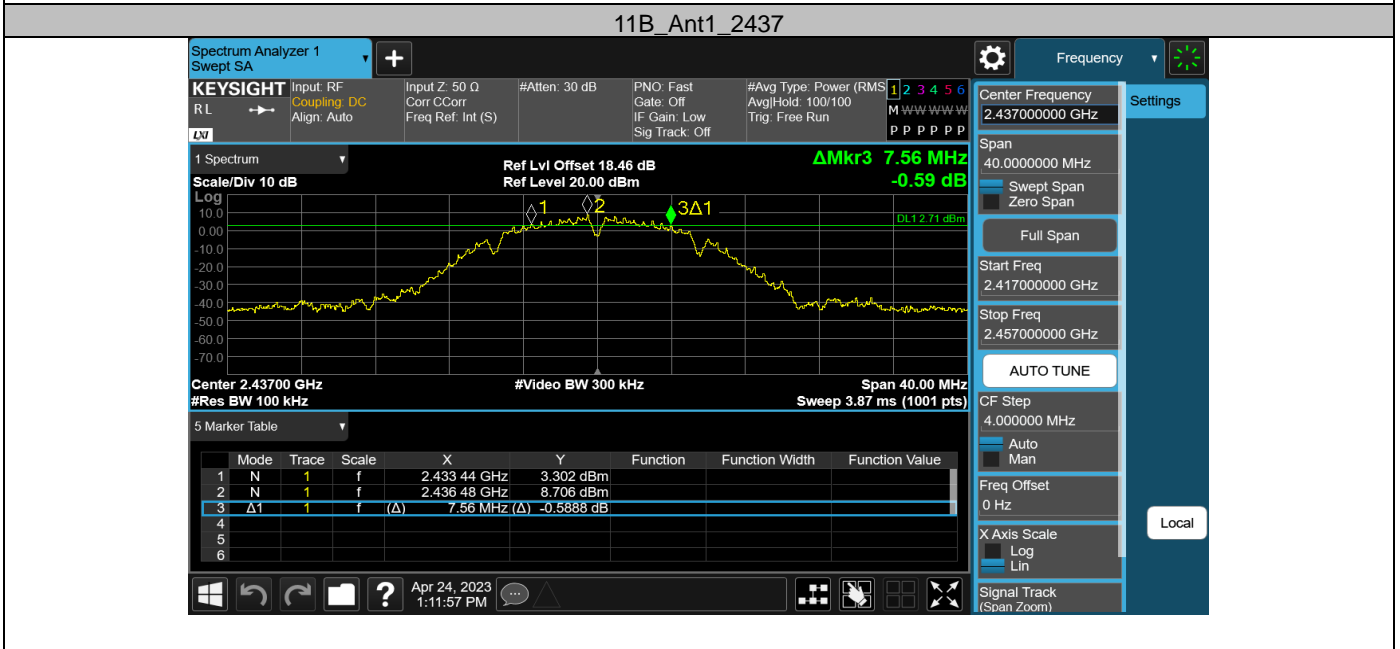 11B_Ant1_2437
Spectrum Analyzer 1
Swept SA
Frequency
KEYSIGHT
R L
LXI
Input: RF
Coupling: DC
Align: Auto
Input Z: 50 Ω
Corr CCorr
Freq Ref: Int (S)
#Atten: 30 dB
PNO: Fast
Gate: Off
IF Gain: Low
Sig Track: Off
#Avg Type: Power (RMS
Avg|Hold: 100/100
Trig: Free Run
1 2 3 4 5 6
M W W W W W
P P P P P P
1 Spectrum
Scale/Div 10 dB
Ref Lvl Offset 18.46 dB
Ref Level 20.00 dBm
ΔMkr3 7.56 MHz
-0.59 dB
Log
10.0
0.00
-10.0
-20.0
-30.0
-40.0
-50.0
-60.0
-70.0
1
2
3Δ1
DL1 2.71 dBm
Center 2.43700 GHz
#Video BW 300 kHz
Span 40.00 MHz
#Res BW 100 kHz
Sweep 3.87 ms (1001 pts)
5 Marker Table
Mode Trace Scale X Y Function Function Width Function Value
1 N 1 f 2.433 44 GHz 3.302 dBm
2 N 1 f 2.436 48 GHz 8.706 dBm
3 Δ1 1 f (Δ) 7.56 MHz (Δ) -0.5888 dB
4
5
6
?
Apr 24, 2023
1:11:57 PM
Center Frequency
2.437000000 GHz
Span
40.0000000 MHz
Swept Span
Zero Span
Full Span
Start Freq
2.417000000 GHz
Stop Freq
2.457000000 GHz
AUTO TUNE
CF Step
4.000000 MHz
Auto
Man
Freq Offset
0 Hz
X Axis Scale
Log
Lin
Signal Track
(Span Zoom)
Settings
Local